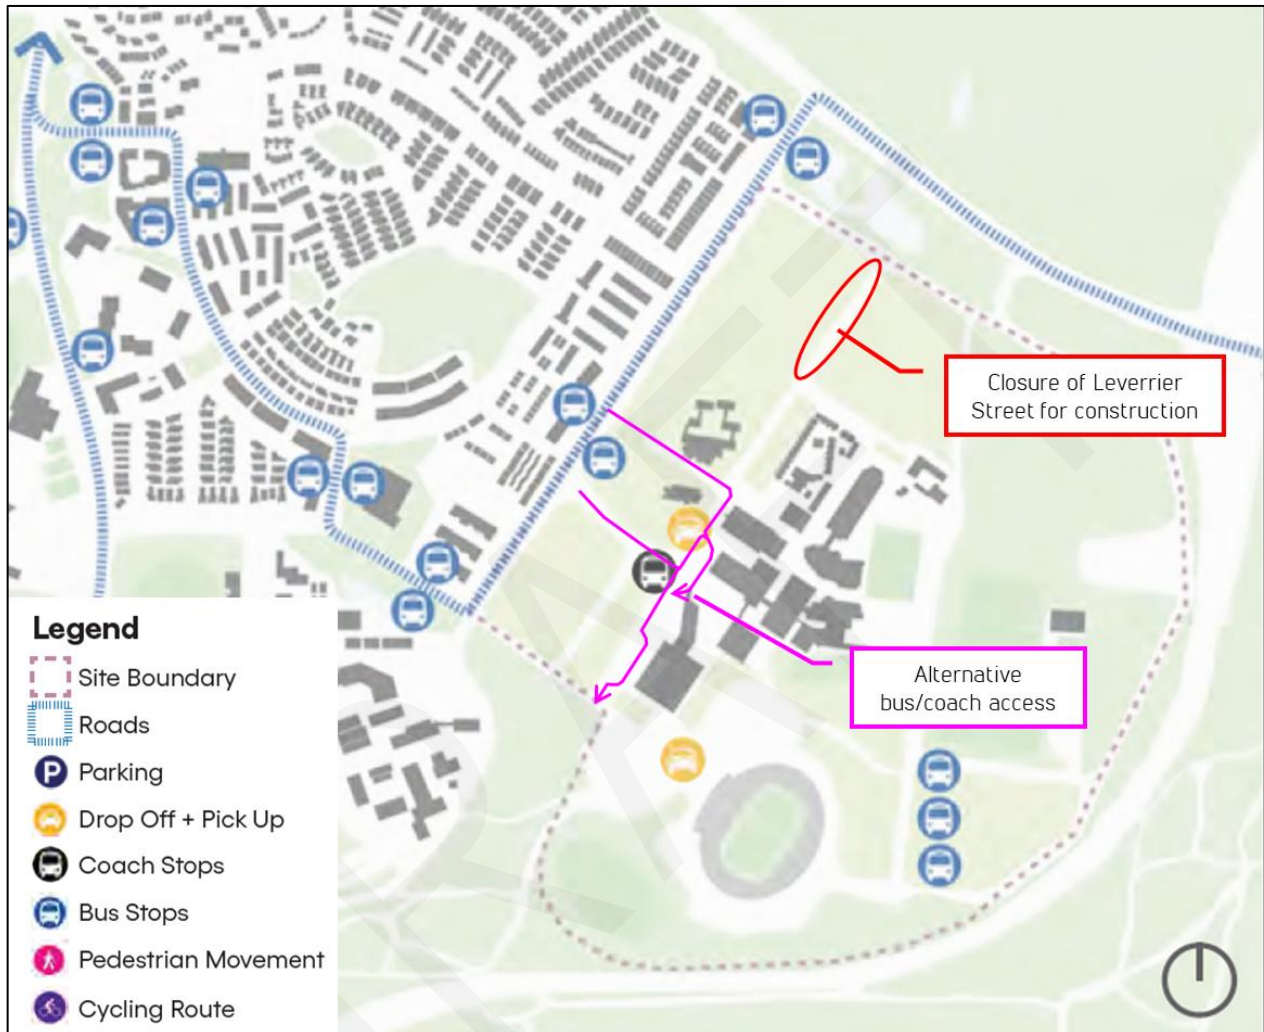 Closure of Leverrier
Street for construction
Alternative
bus/coach access
Legend
Site Boundary
Roads
P Parking
Drop Off + Pick Up
Coach Stops
Bus Stops
Pedestrian Movement
Cycling Route
DRAFT